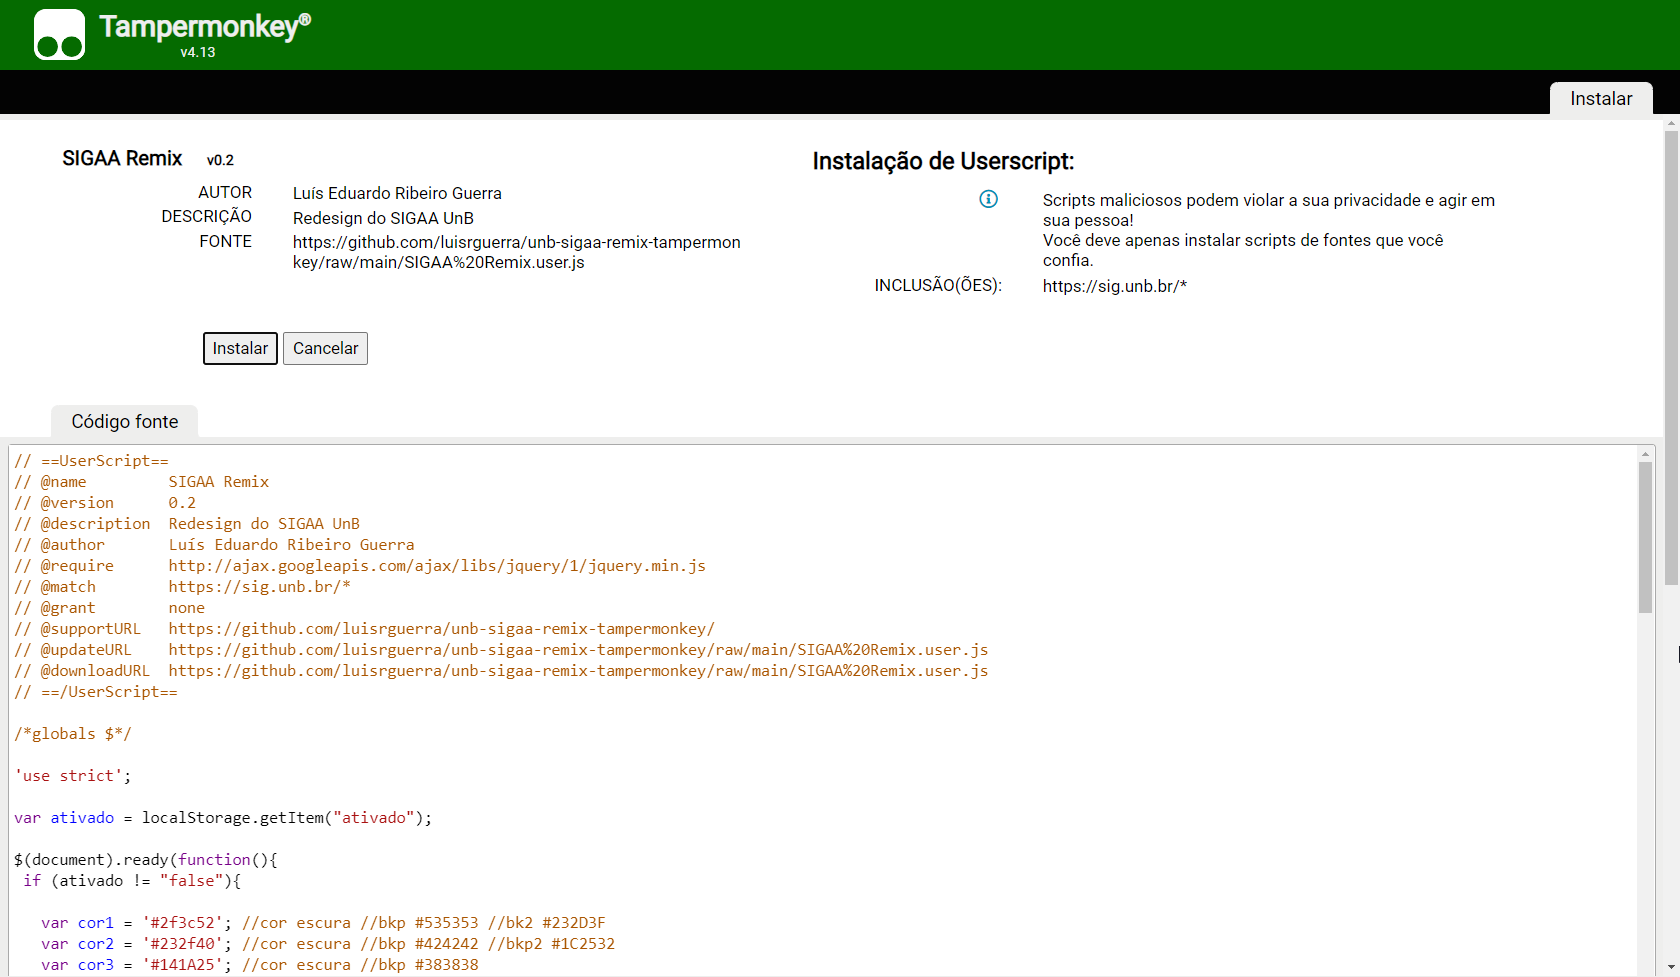 Tampermonkey®
v4.13
Instalar
SIGAA Remix v0.2
AUTOR Luís Eduardo Ribeiro Guerra
DESCRIÇÃO Redesign do SIGAA UnB
FONTE https://github.com/luisrguerra/unb-sigaa-remix-tampermon
key/raw/main/SIGAA%20Remix.user.js
Instalação de Userscript:
Scripts maliciosos podem violar a sua privacidade e agir em
sua pessoa!
Você deve apenas instalar scripts de fontes que você
confia.
INCLUSÃO(ÕES): https://sig.unb.br/*
Instalar Cancelar
Código fonte
// ==UserScript==
// @name SIGAA Remix
// @version 0.2
// @description Redesign do SIGAA UnB
// @author Luís Eduardo Ribeiro Guerra
// @require http://ajax.googleapis.com/ajax/libs/jquery/1/jquery.min.js
// @match https://sig.unb.br/*
// @grant none
// @supportURL https://github.com/luisrguerra/unb-sigaa-remix-tampermonkey/
// @updateURL https://github.com/luisrguerra/unb-sigaa-remix-tampermonkey/raw/main/SIGAA%20Remix.user.js
// @downloadURL https://github.com/luisrguerra/unb-sigaa-remix-tampermonkey/raw/main/SIGAA%20Remix.user.js
// ==/UserScript==
/*globals $*/
'use strict';
var ativado = localStorage.getItem("ativado");
$(document).ready(function(){
if (ativado != "false"){
var cor1 = '#2f3c52'; //cor escura //bkp #535353 //bk2 #232D3F
var cor2 = '#232f40'; //cor escura //bkp #424242 //bkp2 #1C2532
var cor3 = '#141A25'; //cor escura //bkp #383838